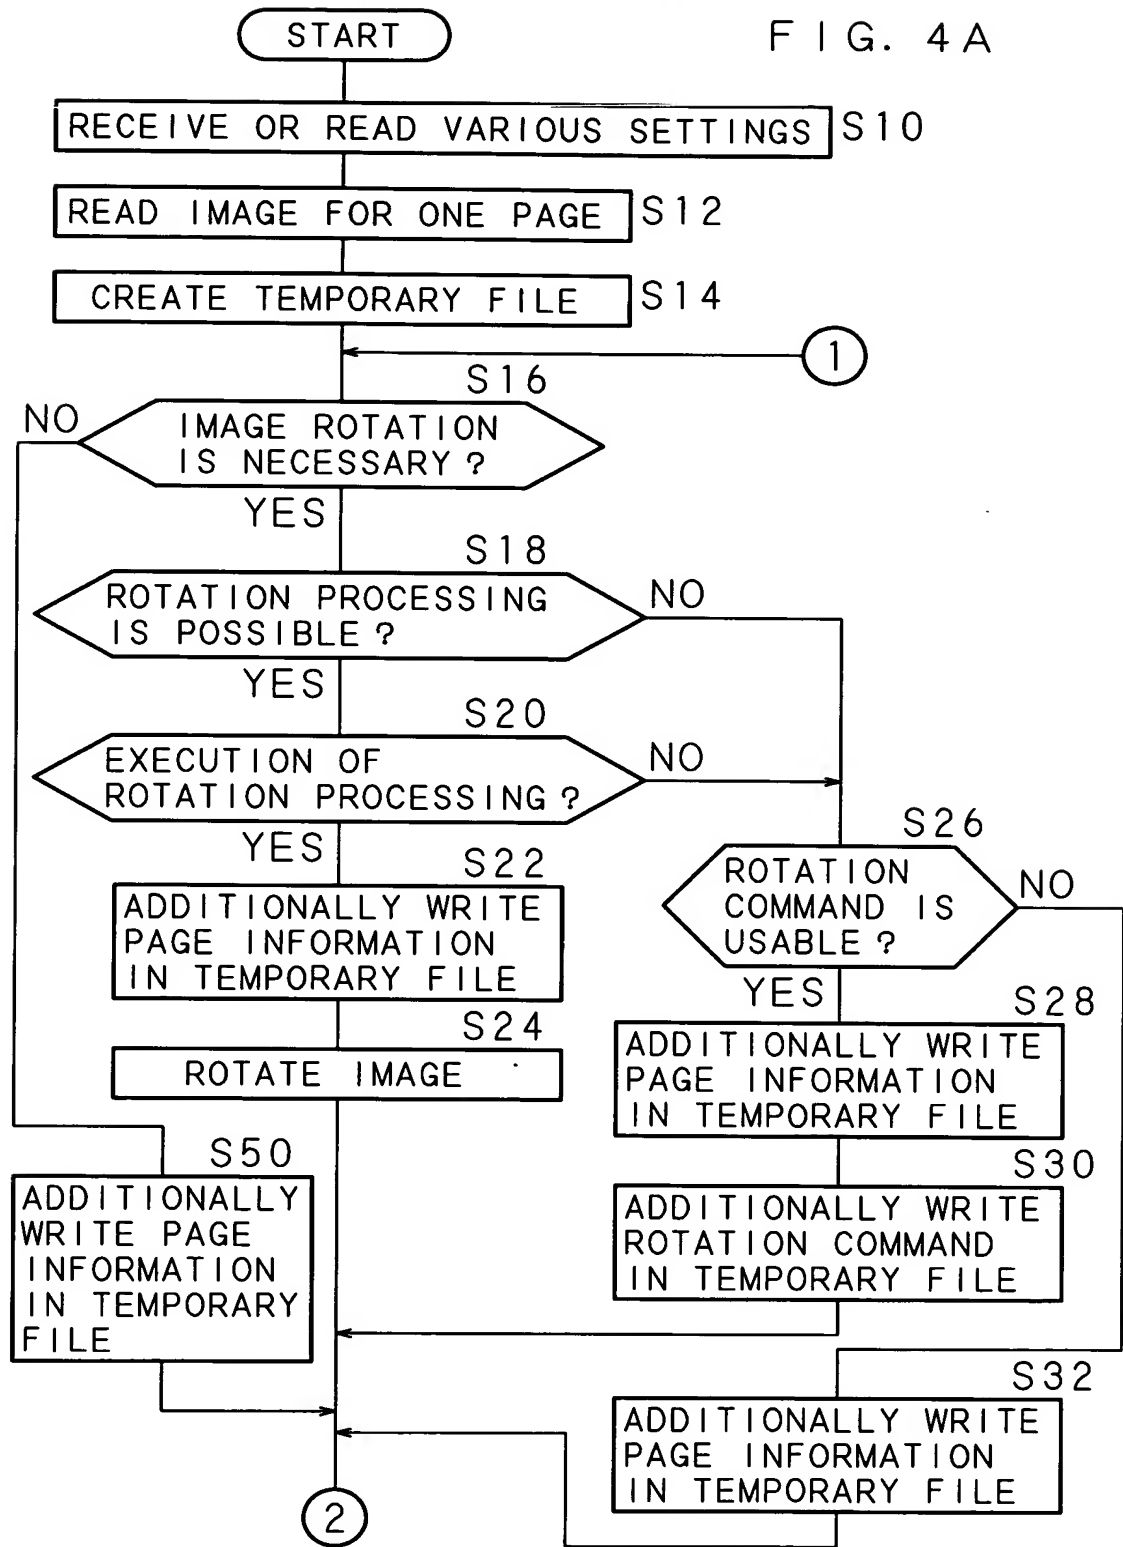 START
FIG. 4A
RECEIVE OR READ VARIOUS SETTINGS
S10
READ IMAGE FOR ONE PAGE
S12
CREATE TEMPORARY FILE
S14
1
S16
NO
IMAGE ROTATION
IS NECESSARY?
YES
S18
ROTATION PROCESSING
IS POSSIBLE?
NO
YES
S20
EXECUTION OF
ROTATION PROCESSING?
NO
YES
S22
ADDITIONALLY WRITE
PAGE INFORMATION
IN TEMPORARY FILE
S24
ROTATE IMAGE
S26
ROTATION
COMMAND IS
USABLE?
NO
YES
S28
ADDITIONALLY WRITE
PAGE INFORMATION
IN TEMPORARY FILE
S30
ADDITIONALLY WRITE
ROTATION COMMAND
IN TEMPORARY FILE
S50
ADDITIONALLY
WRITE PAGE
INFORMATION
IN TEMPORARY
FILE
S32
ADDITIONALLY WRITE
PAGE INFORMATION
IN TEMPORARY FILE
2